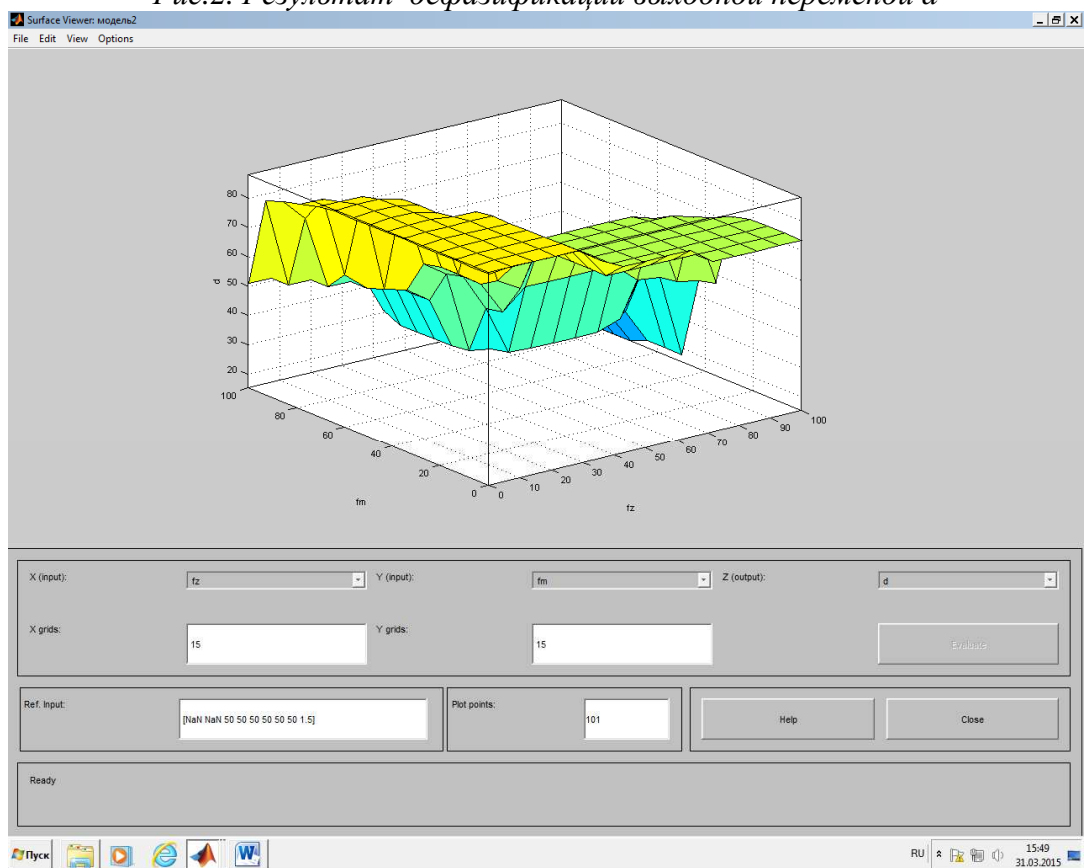 Рис.2. Результат дефазификации выходной переменой d
Surface Viewer: модель2
File Edit View Options
80
70
60
50
40
30
20
d
100
80
60
40
20
0
fm
0
10
20
30
40
50
60
70
80
90
100
fz
X (input):
fz
Y (input):
fm
Z (output):
d
X grids:
15
Y grids:
15
Evaluate
Ref. Input:
[NaN NaN 50 50 50 50 50 50 1.5]
Plot points:
101
Help
Close
Ready
Пуск
W
RU
15:49
31.03.2015